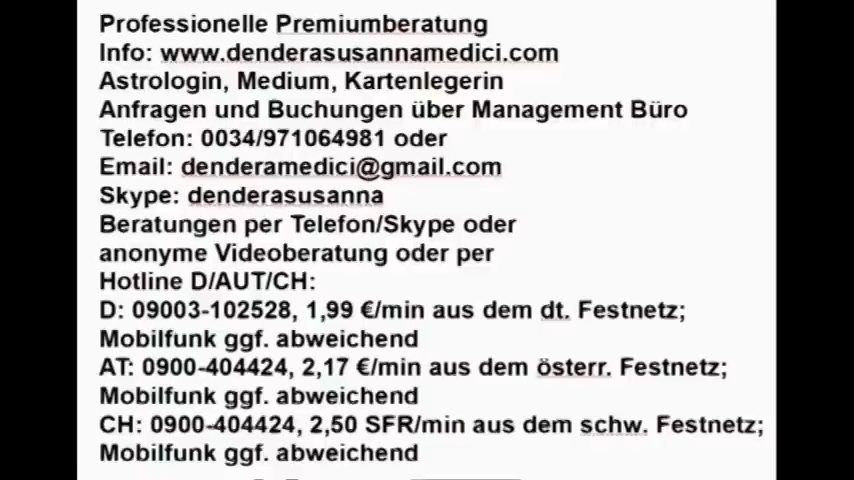 Professionelle Premiumberatung
Info: www.denderasusannamedici.com
Astrologin, Medium, Kartenlegerin
Anfragen und Buchungen über Management Büro
Telefon: 0034/971064981 oder
Email: denderamedici@gmail.com
Skype: denderasusanna
Beratungen per Telefon/Skype oder
anonyme Videoberatung oder per
Hotline D/AUT/CH:
D: 09003-102528, 1,99 €/min aus dem dt. Festnetz;
Mobilfunk ggf. abweichend
AT: 0900-404424, 2,17 €/min aus dem österr. Festnetz;
Mobilfunk ggf. abweichend
CH: 0900-404424, 2,50 SFR/min aus dem schw. Festnetz;
Mobilfunk ggf. abweichend